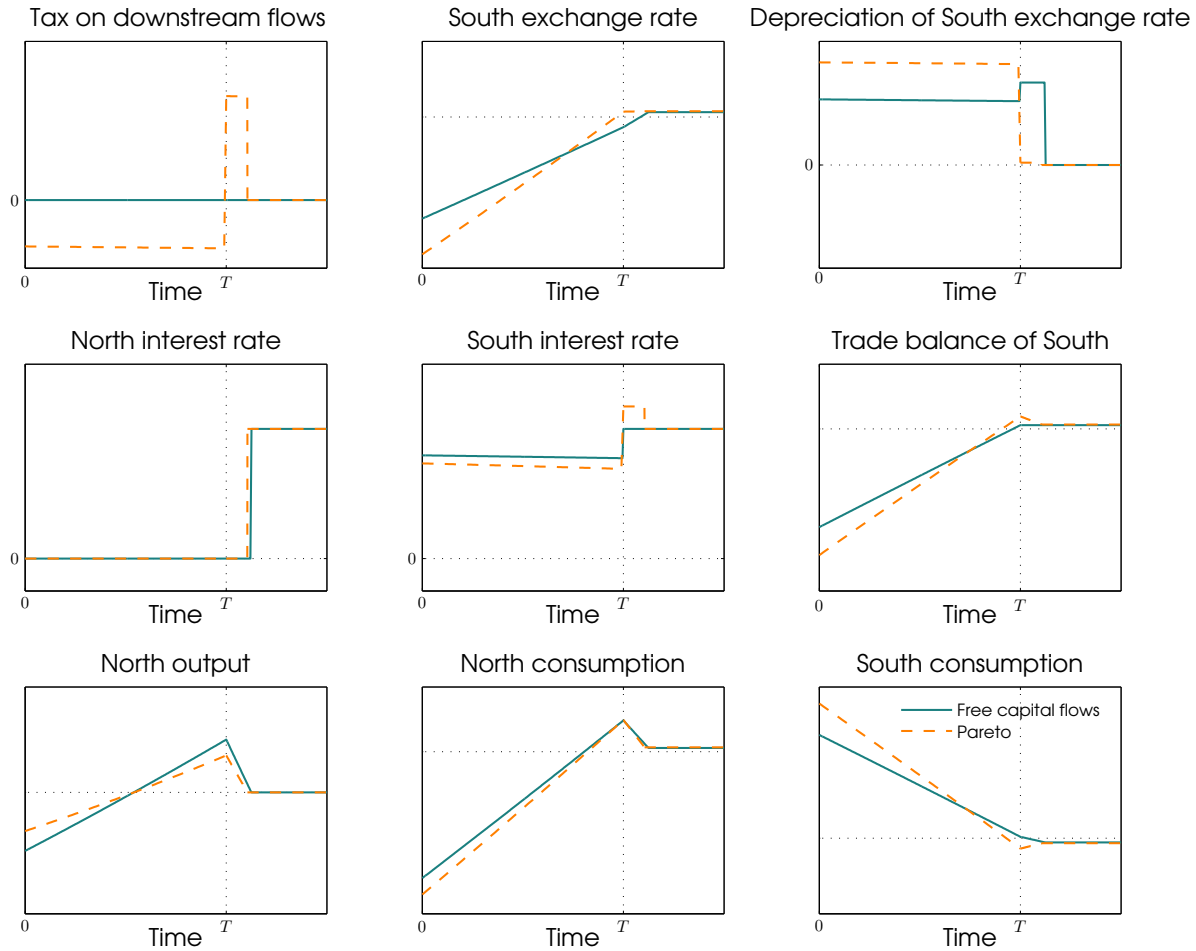 Tax on downstream flows
South exchange rate
Depreciation of South exchange rate
0
0
0
T
Time
0
T
Time
0
T
Time
North interest rate
South interest rate
Trade balance of South
0
0
0
T
Time
0
T
Time
0
T
Time
North output
North consumption
South consumption
Free capital flows
Pareto
0
T
Time
0
T
Time
0
T
Time